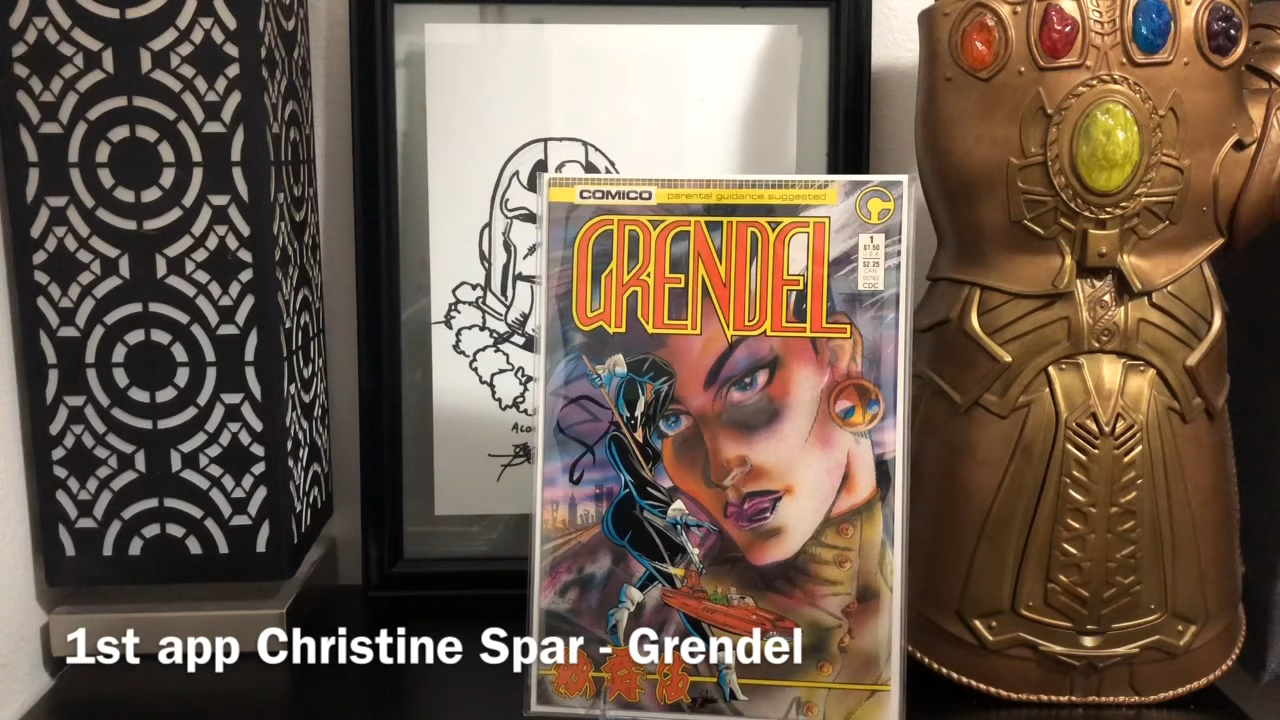 COMICO parental guidance suggested
GRENDEL
1
$1.50
U S A
$2.25
CAN
CDC
1st app Christine Spar - Grendel